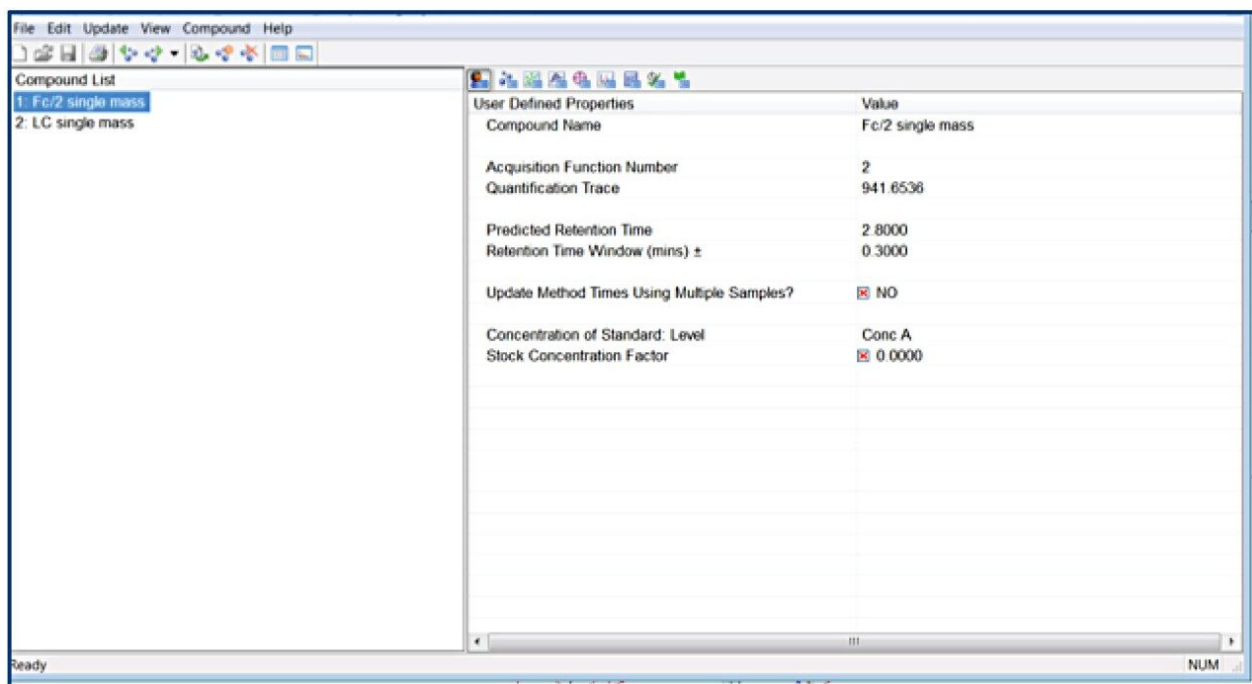 File Edit Update View Compound Help
Compound List
1: Fc/2 single mass
2: LC single mass
User Defined Properties Value
Compound Name Fc/2 single mass
Acquisition Function Number 2
Quantification Trace 941.6536
Predicted Retention Time 2.8000
Retention Time Window (mins) ± 0.3000
Update Method Times Using Multiple Samples? NO
Concentration of Standard: Level Conc A
Stock Concentration Factor 0.0000
Ready NUM